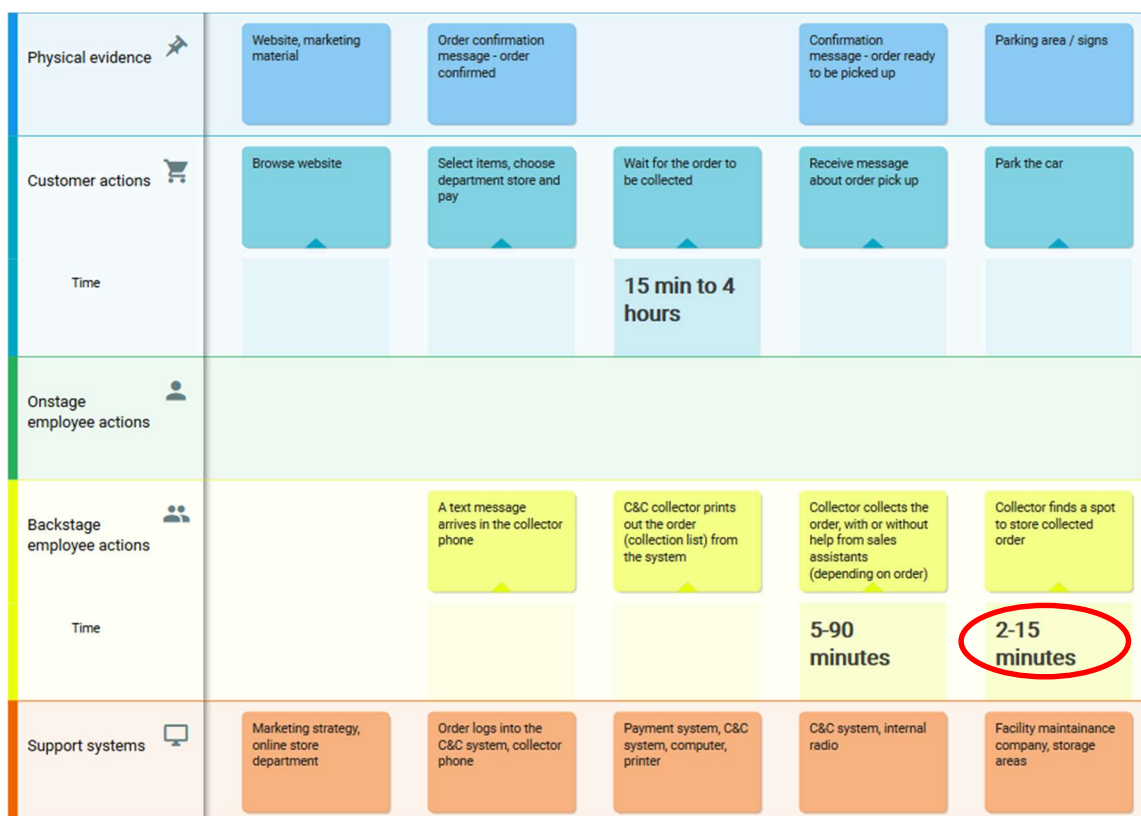 Physical evidence
Website, marketing
material
Order confirmation
message - order
confirmed
Confirmation
message - order ready
to be picked up
Parking area / signs
Customer actions
Browse website
Select items, choose
department store and
pay
Wait for the order to
be collected
Receive message
about order pick up
Park the car
Time
15 min to 4
hours
Onstage
employee actions
Backstage
employee actions
A text message
arrives in the collector
phone
C&C collector prints
out the order
(collection list) from
the system
Collector collects the
order, with or without
help from sales
assistants
(depending on order)
Collector finds a spot
to store collected
order
Time
5-90
minutes
2-15
minutes
Support systems
Marketing strategy,
online store
department
Order logs into the
C&C system, collector
phone
Payment system, C&C
system, computer,
printer
C&C system, internal
radio
Facility maintainance
company, storage
areas